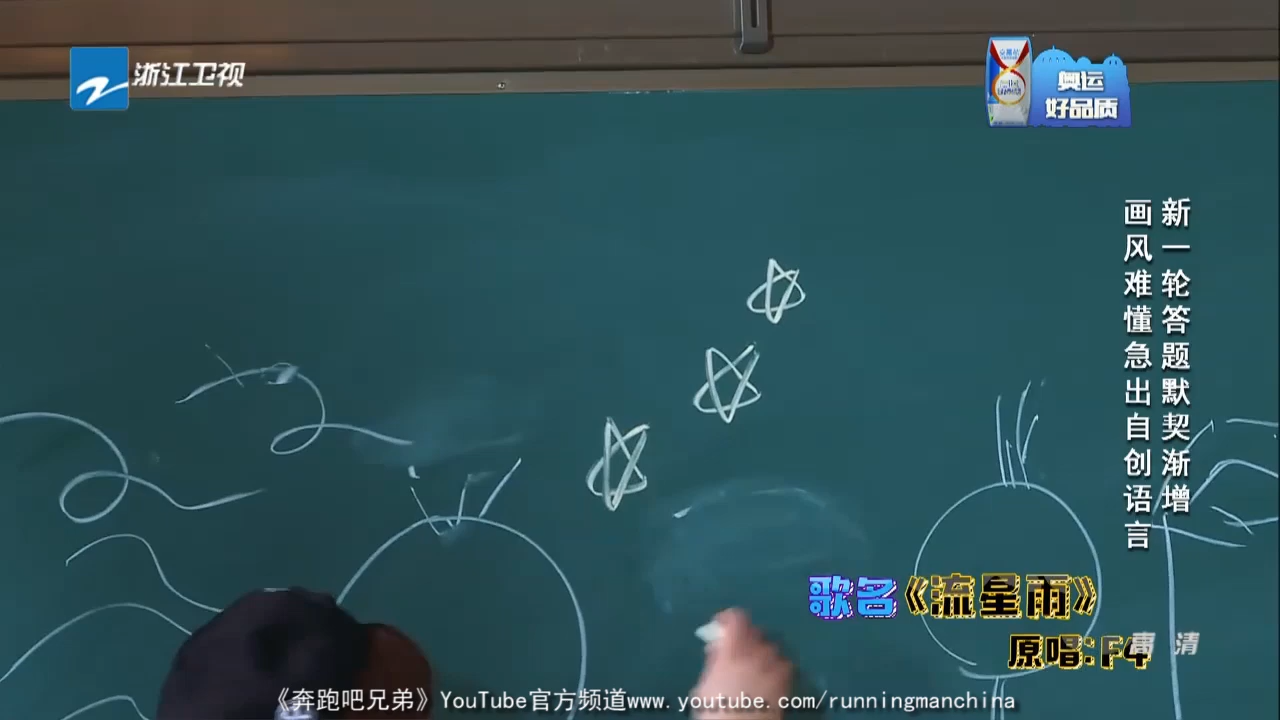 浙江卫视
奥运
好品质
新一轮答题默契渐增
画风难懂急出自创语言
歌名《流星雨》
原唱:F4
高清
《奔跑吧兄弟》YouTube官方频道www.youtube.com/runningmanchina